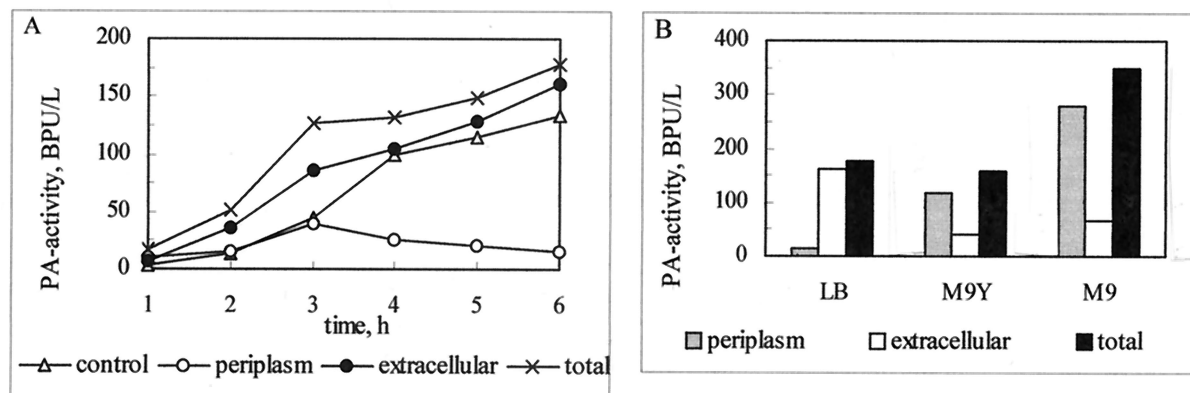 A
PA-activity, BPU/L
200
150
100
50
0
1 2 3 4 5 6
time, h
control periplasm extracellular total
B
PA-activity, BPU/L
400
300
200
100
0
LB M9Y M9
periplasm extracellular total